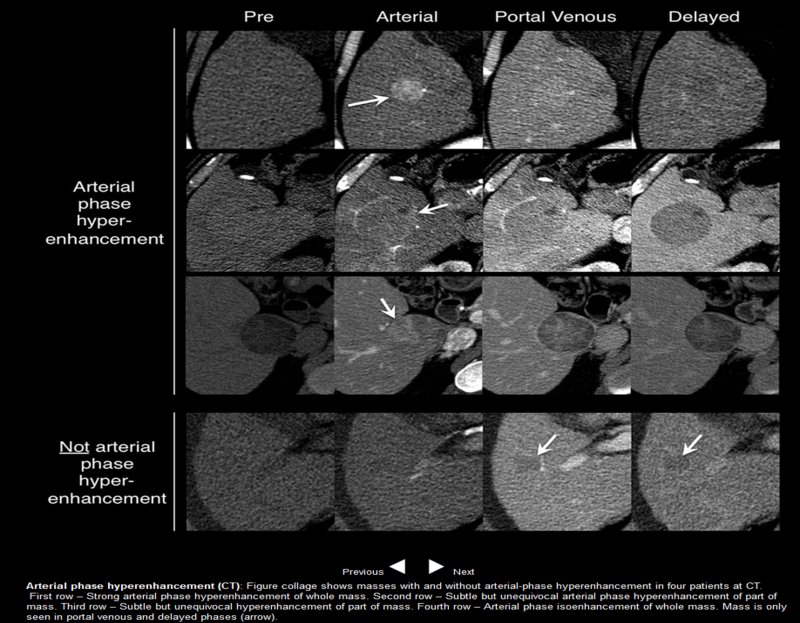 Pre Arterial Portal Venous Delayed
Arterial
phase
hyper-
enhancement
Not arterial
phase
hyper-
enhancement
Previous Next
Arterial phase hyperenhancement (CT): Figure collage shows masses with and without arterial-phase hyperenhancement in four patients at CT.
First row – Strong arterial phase hyperenhancement of whole mass. Second row – Subtle but unequivocal arterial phase hyperenhancement of part of
mass. Third row – Subtle but unequivocal hyperenhancement of part of mass. Fourth row – Arterial phase isoenhancement of whole mass. Mass is only
seen in portal venous and delayed phases (arrow).